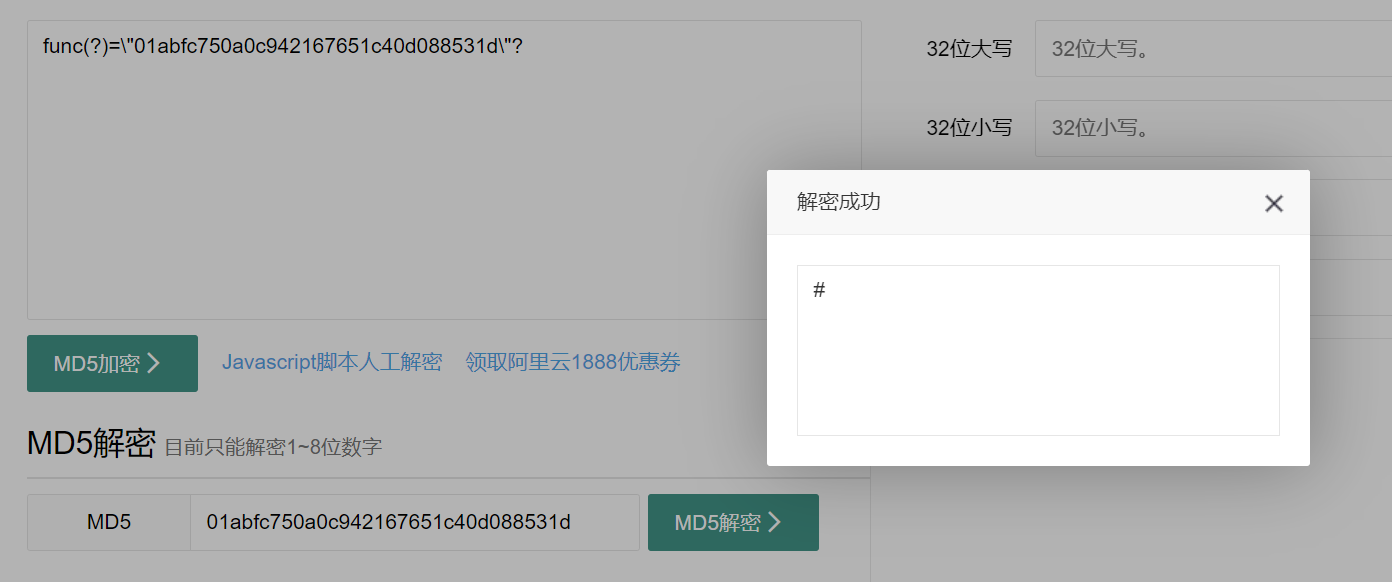 func(?)=\"01abfc750a0c942167651c40d088531d\"?
32位大写 32位大写。
32位小写 32位小写。
解密成功
#
MD5加密 Javascript脚本人工解密 领取阿里云1888优惠券
MD5解密 目前只能解密1~8位数字
MD5 01abfc750a0c942167651c40d088531d MD5解密